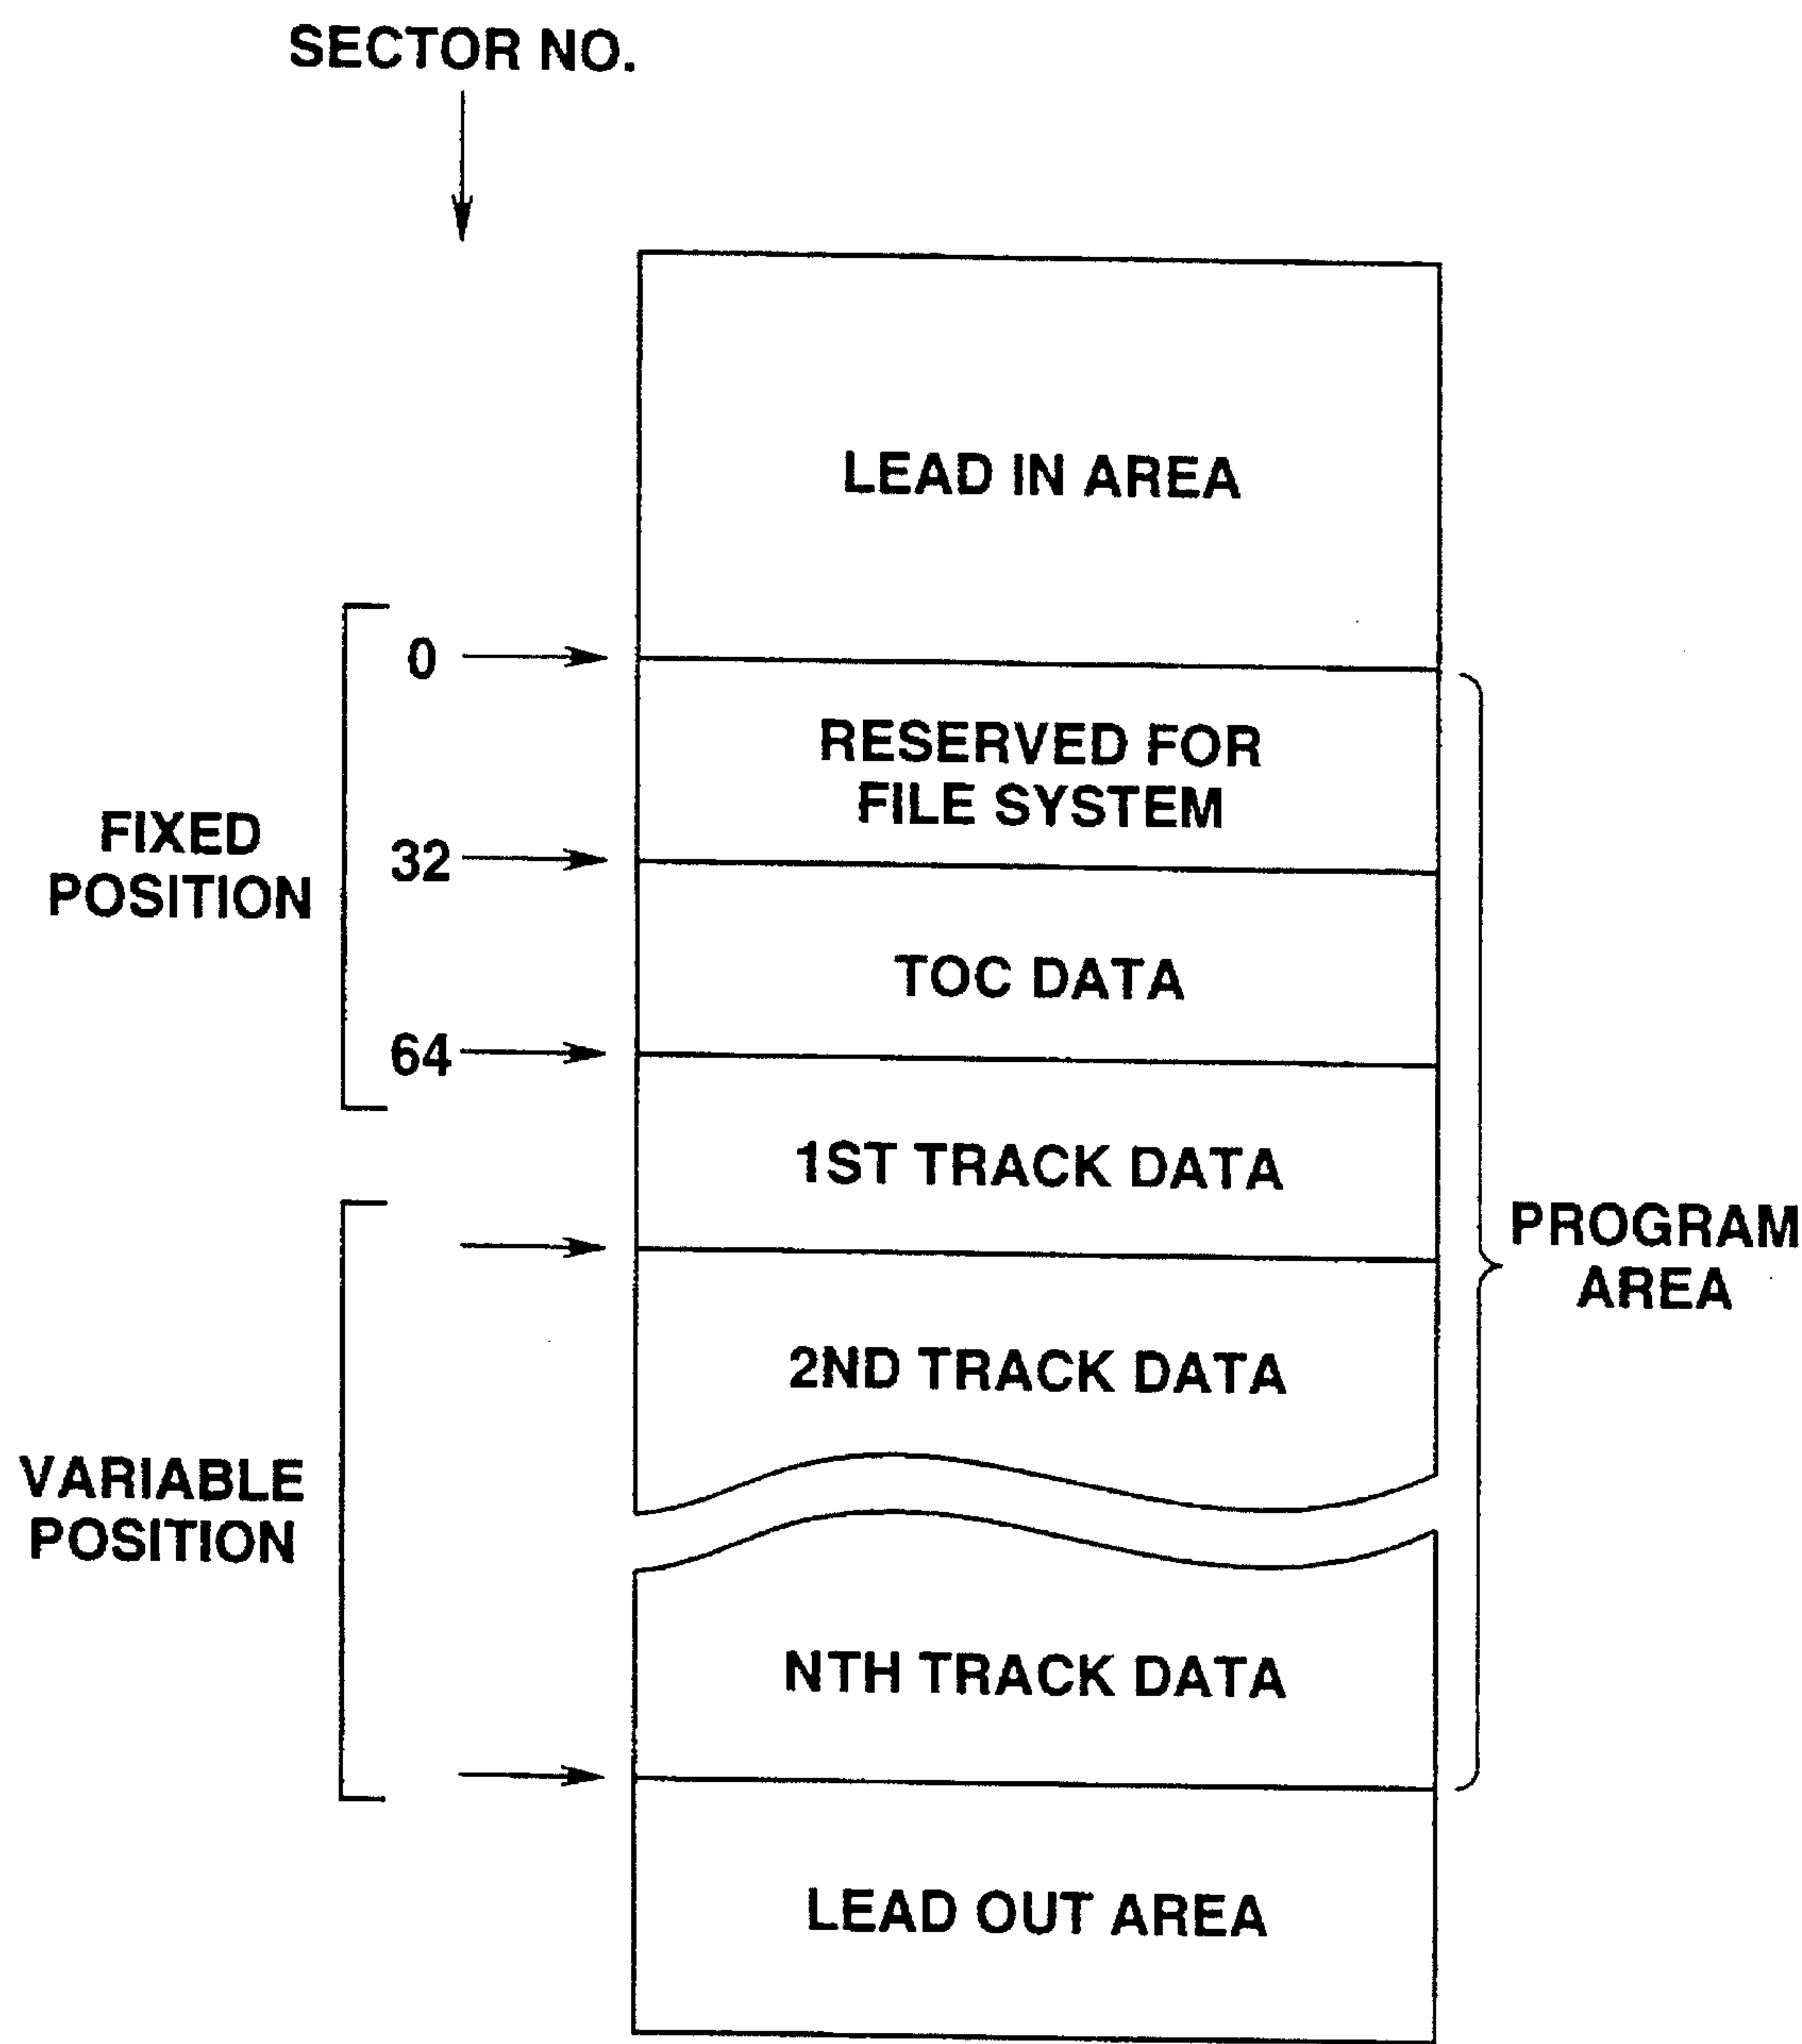 SECTOR NO.
LEAD IN AREA
0
RESERVED FOR
FILE SYSTEM
FIXED
POSITION
32
TOC DATA
64
1ST TRACK DATA
PROGRAM
AREA
2ND TRACK DATA
VARIABLE
POSITION
NTH TRACK DATA
LEAD OUT AREA